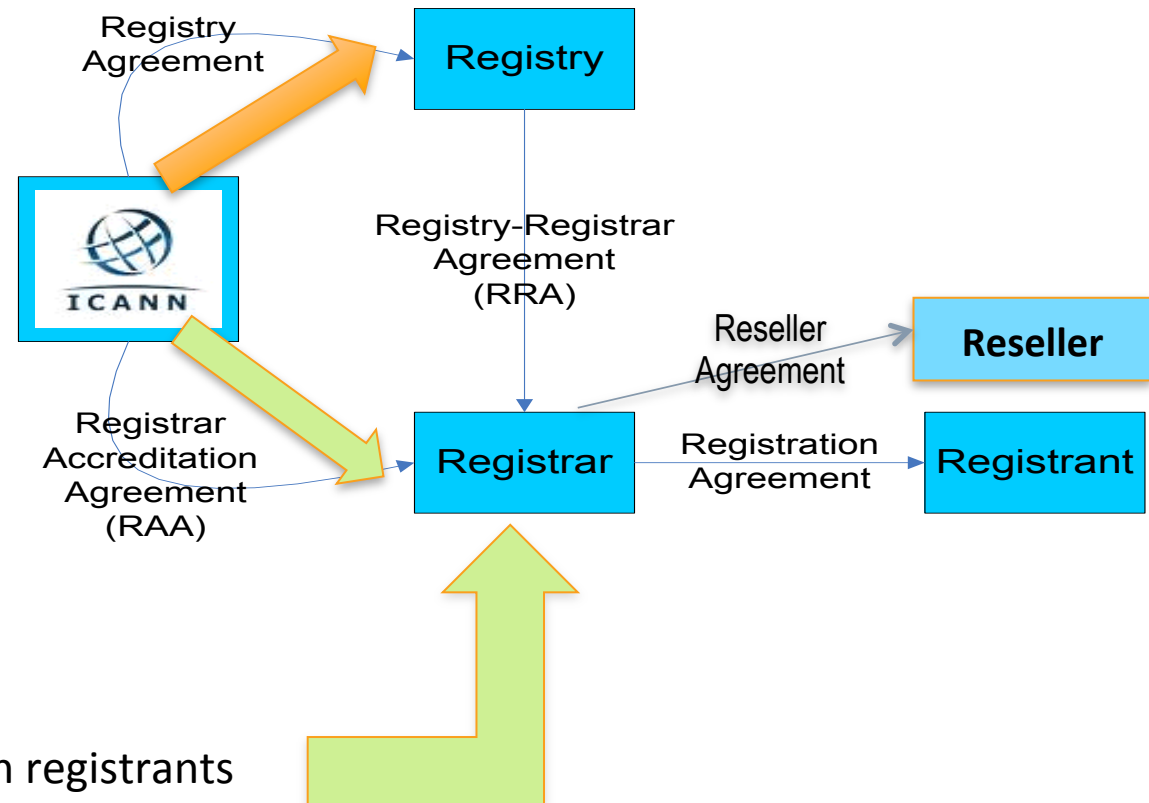 Registry
Agreement
Registry
ICANN
Registry-Registrar
Agreement
(RRA)
Reseller
Agreement
Reseller
Registrar
Accreditation
Agreement
(RAA)
Registrar
Registration
Agreement
Registrant
n registrants